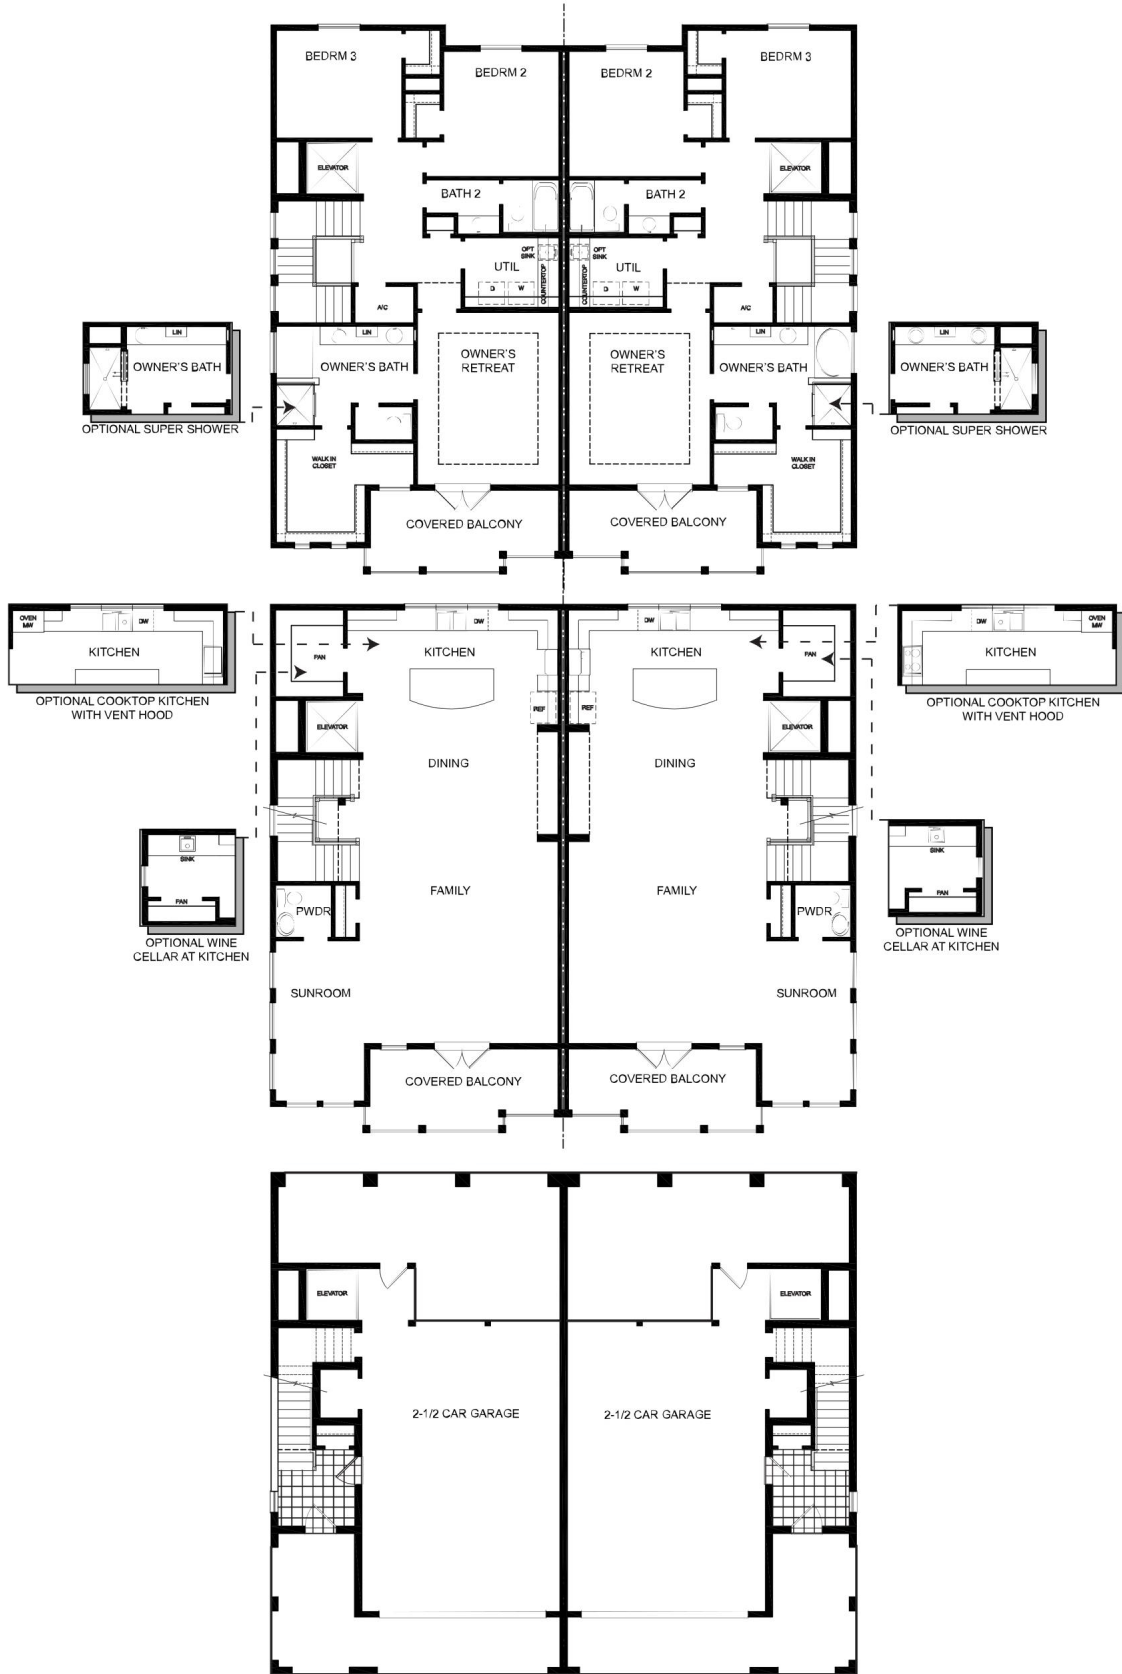 BEDRM 3
BEDRM 2
BEDRM 2
BEDRM 3
ELEVATOR
ELEVATOR
BATH 2
BATH 2
OPT
SINK
OPT
SINK
UTIL
UTIL
D
W
COUNTERTOP
COUNTERTOP
D
W
A/C
A/C
LIN
OWNER'S BATH
OPTIONAL SUPER SHOWER
LIN
OWNER'S BATH
OWNER'S
RETREAT
OWNER'S
RETREAT
LIN
OWNER'S BATH
LIN
OWNER'S BATH
OPTIONAL SUPER SHOWER
WALK IN
CLOSET
WALK IN
CLOSET
COVERED BALCONY
COVERED BALCONY
OVEN
MW
DW
KITCHEN
OPTIONAL COOKTOP KITCHEN
WITH VENT HOOD
PAN
DW
KITCHEN
REF
DW
KITCHEN
REF
PAN
DW
OVEN
MW
KITCHEN
OPTIONAL COOKTOP KITCHEN
WITH VENT HOOD
ELEVATOR
ELEVATOR
DINING
DINING
SINK
PAN
OPTIONAL WINE
CELLAR AT KITCHEN
SINK
PAN
OPTIONAL WINE
CELLAR AT KITCHEN
FAMILY
FAMILY
PWDR
PWDR
SUNROOM
SUNROOM
COVERED BALCONY
COVERED BALCONY
ELEVATOR
ELEVATOR
2-1/2 CAR GARAGE
2-1/2 CAR GARAGE